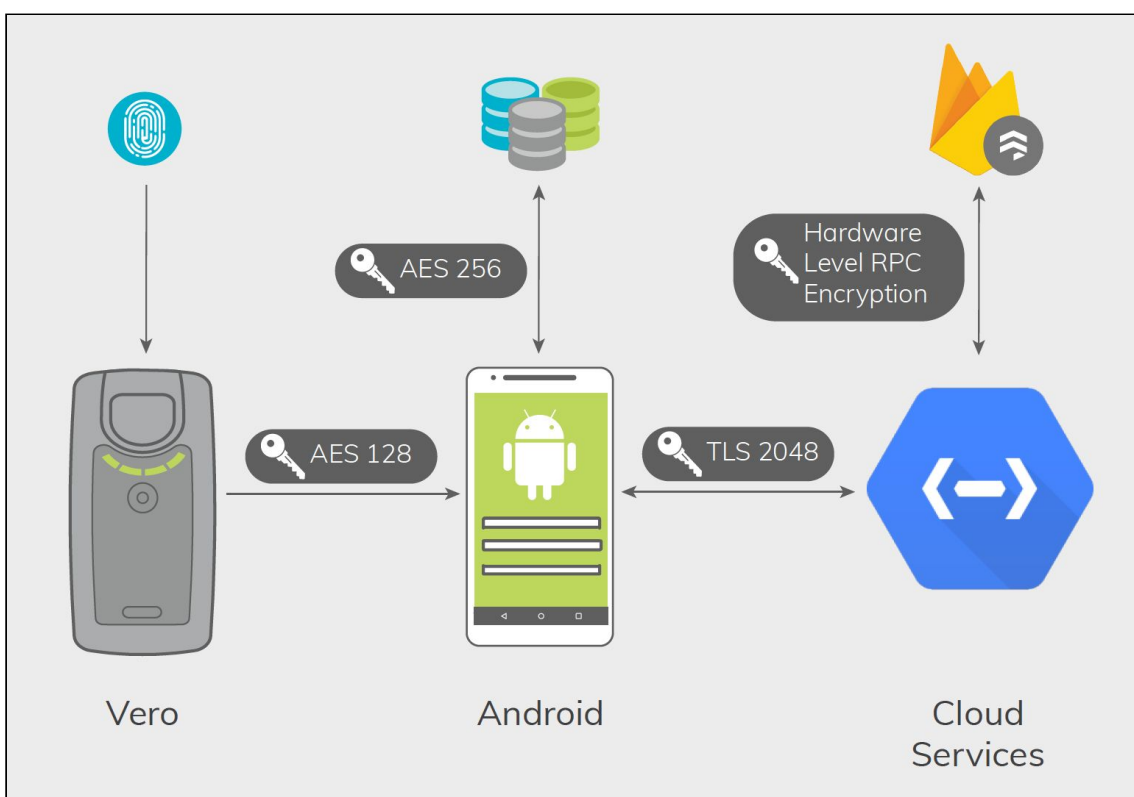 Hardware
Level RPC
Encryption
AES 256
AES 128
TLS 2048
Vero
Android
Cloud
Services